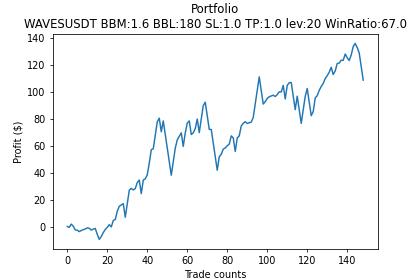 Portfolio
WAVESUSDT BBM:1.6 BBL:180 SL:1.0 TP:1.0 lev:20 WinRatio:67.0
140
120
100
80
60
40
20
0
Profit ($)
0 20 40 60 80 100 120 140
Trade counts